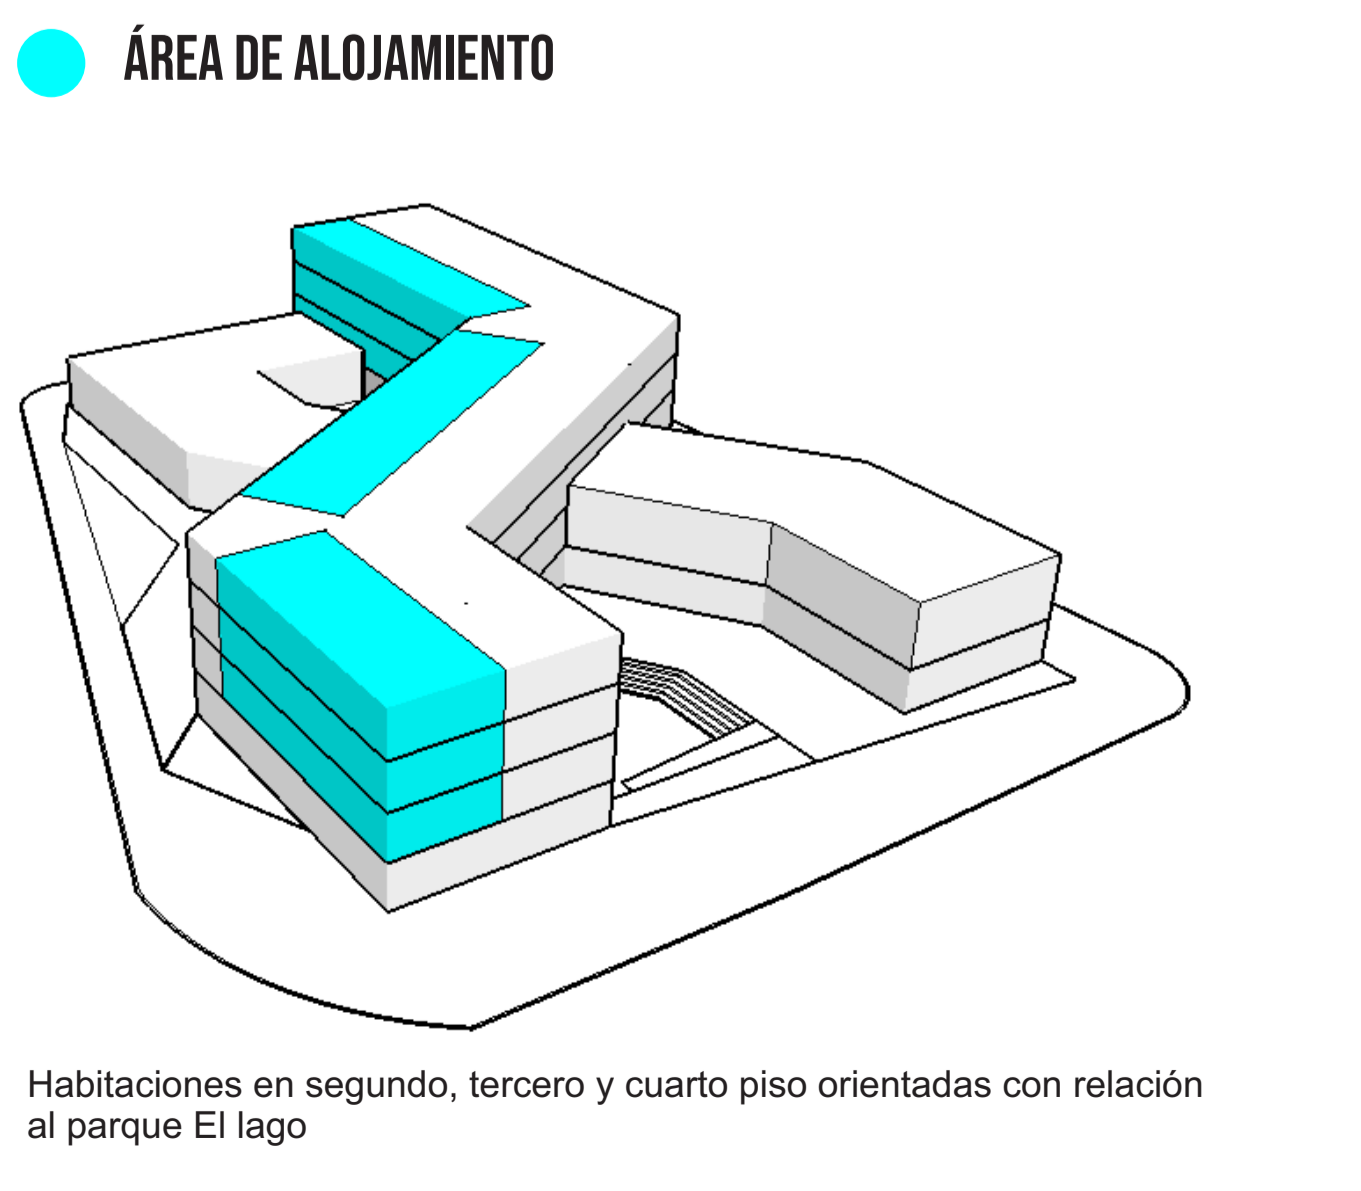 ÁREA DE ALOJAMIENTO
Habitaciones en segundo, tercero y cuarto piso orientadas con relación
al parque El lago